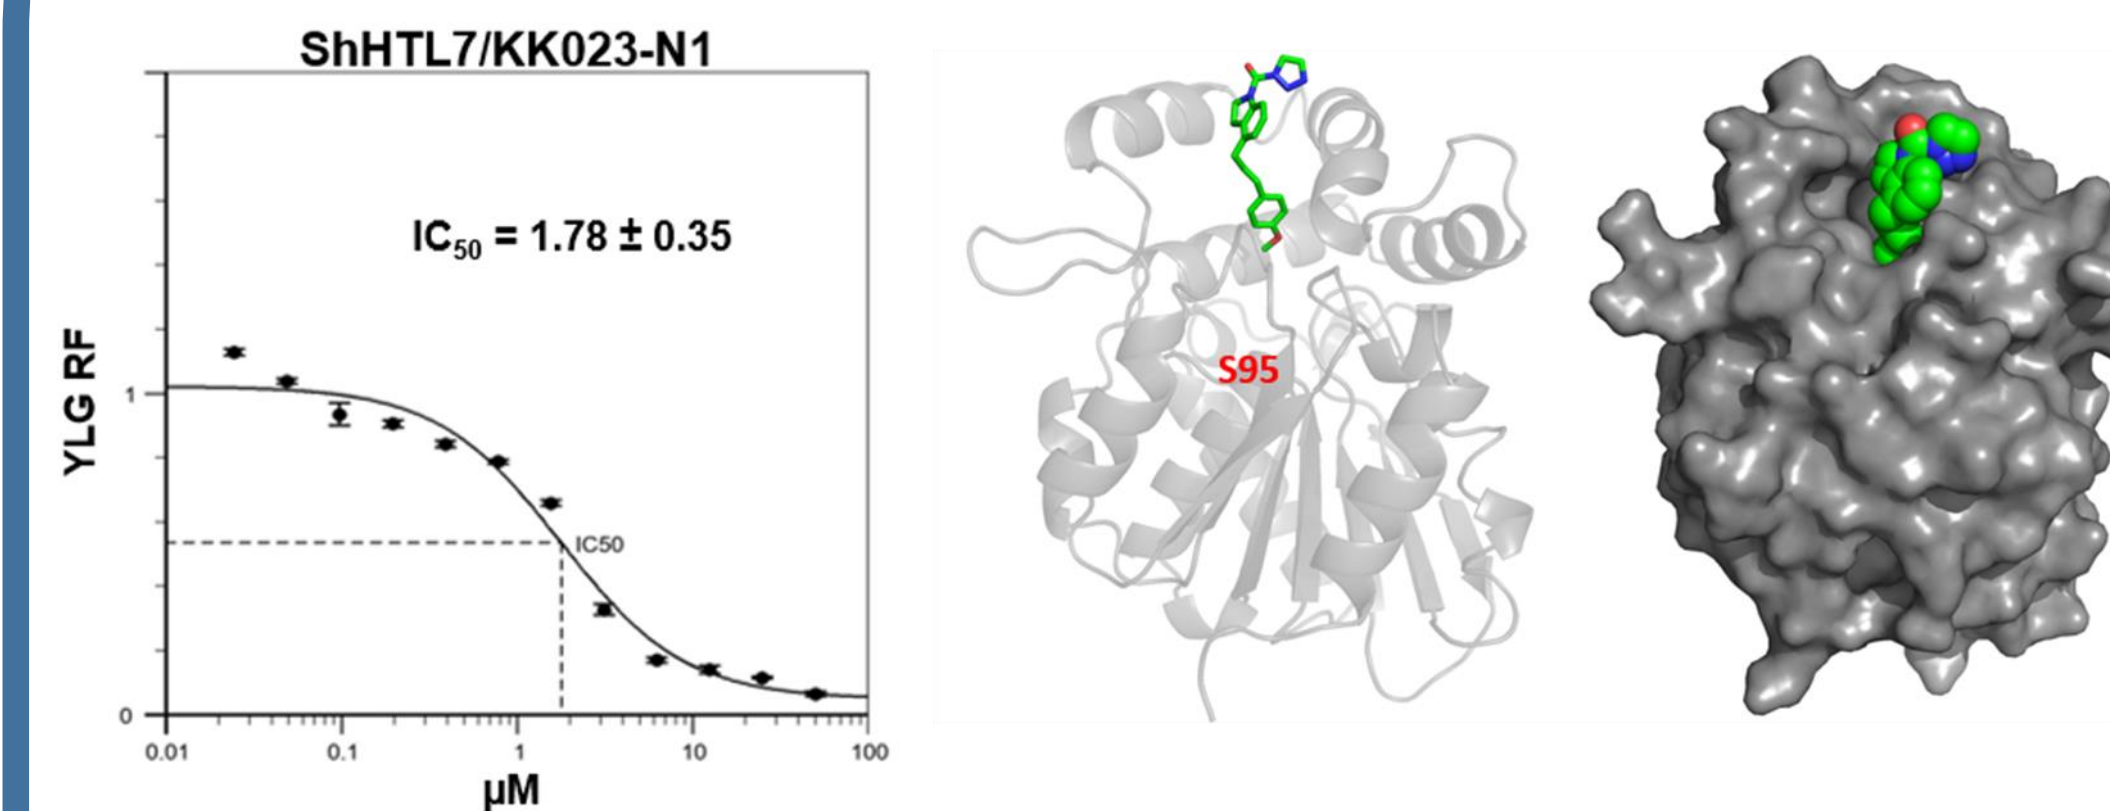 ShHTL7/KK023-N1
IC₅₀ = 1.78 ± 0.35
YLG RF
1
IC50
0
0.01 0.1 1 10 100
µM
S95